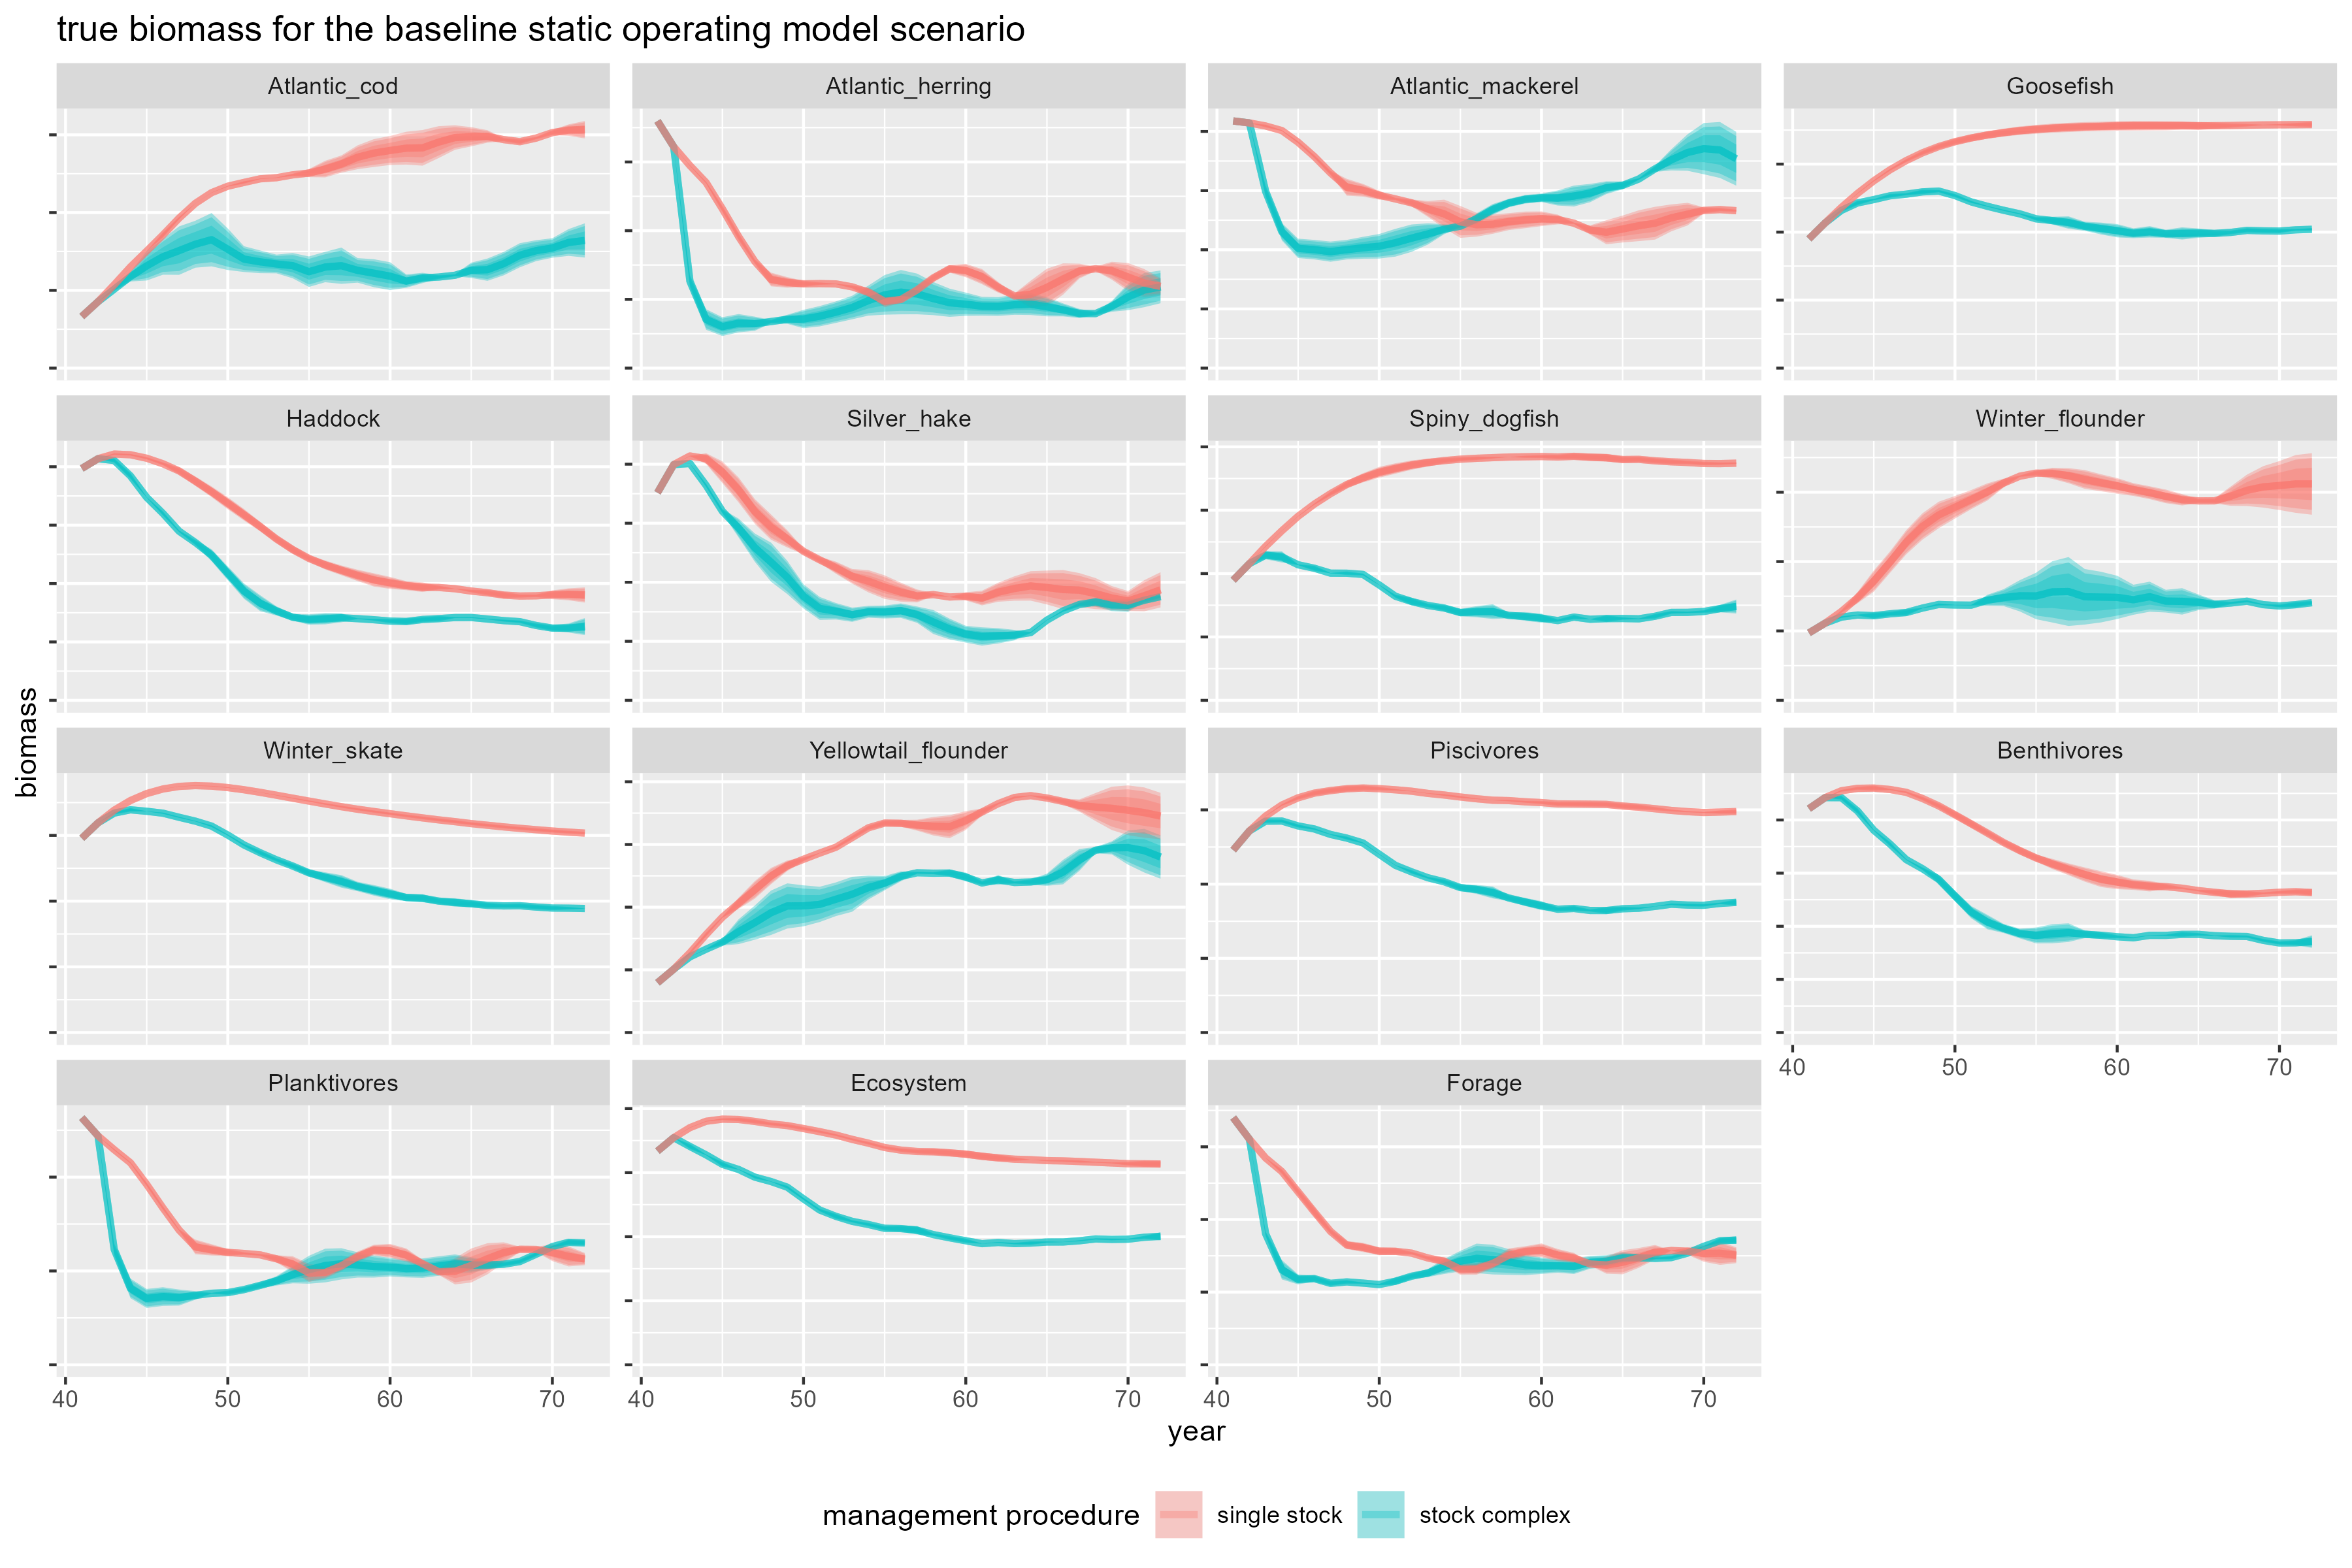 true biomass for the baseline static operating model scenario
Atlantic_cod
Atlantic_herring
Atlantic_mackerel
Goosefish
Haddock
Silver_hake
Spiny_dogfish
Winter_flounder
biomass
Winter_skate
Yellowtail_flounder
Piscivores
Benthivores
40 50 60 70
Planktivores
Ecosystem
Forage
40 50 60 70
40 50 60 70
40 50 60 70
year
management procedure single stock stock complex